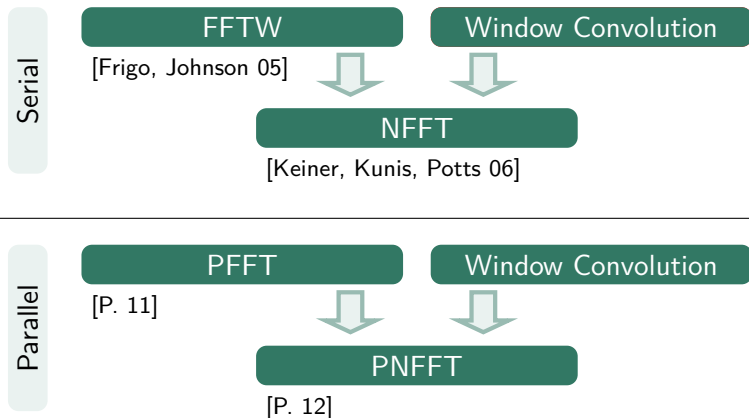 Serial
FFTW
Window Convolution
[Frigo, Johnson 05]
NFFT
[Keiner, Kunis, Potts 06]
Parallel
PFFT
Window Convolution
[P. 11]
PNFFT
[P. 12]